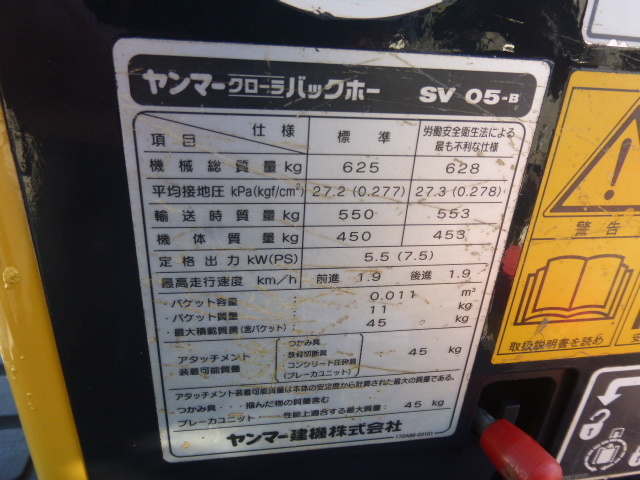 ヤンマークローラバックホー SV 05-B
項目 仕様 標準 労働安全衛生法による最も不利な仕様
機械総質量 kg 625 628
平均接地圧 kPa(kgf/cm²) 27.2 (0.277) 27.3 (0.278)
輸送時質量 kg 550 553
機体質量 kg 450 453
定格出力 kW(PS) 5.5 (7.5)
最高走行速度 km/h 前進 1.9 後進 1.9
・バケット容量 0.011 m³
・バケット質量 11 kg
・最大積載質量(含バケット) 45 kg
アタッチメント装着可能質量
つかみ具
鉄骨切断具
コンクリート圧砕具
(ブレーカユニット)
45 kg
アタッチメント装着可能質量は本体の安定度から計算された最大の質量である。
つかみ具・・・掴んだ物の質量含む
ブレーカユニット・・・性能上適合する最大質量: 45 kg
ヤンマー建機株式会社
警告
取扱説明書を読め